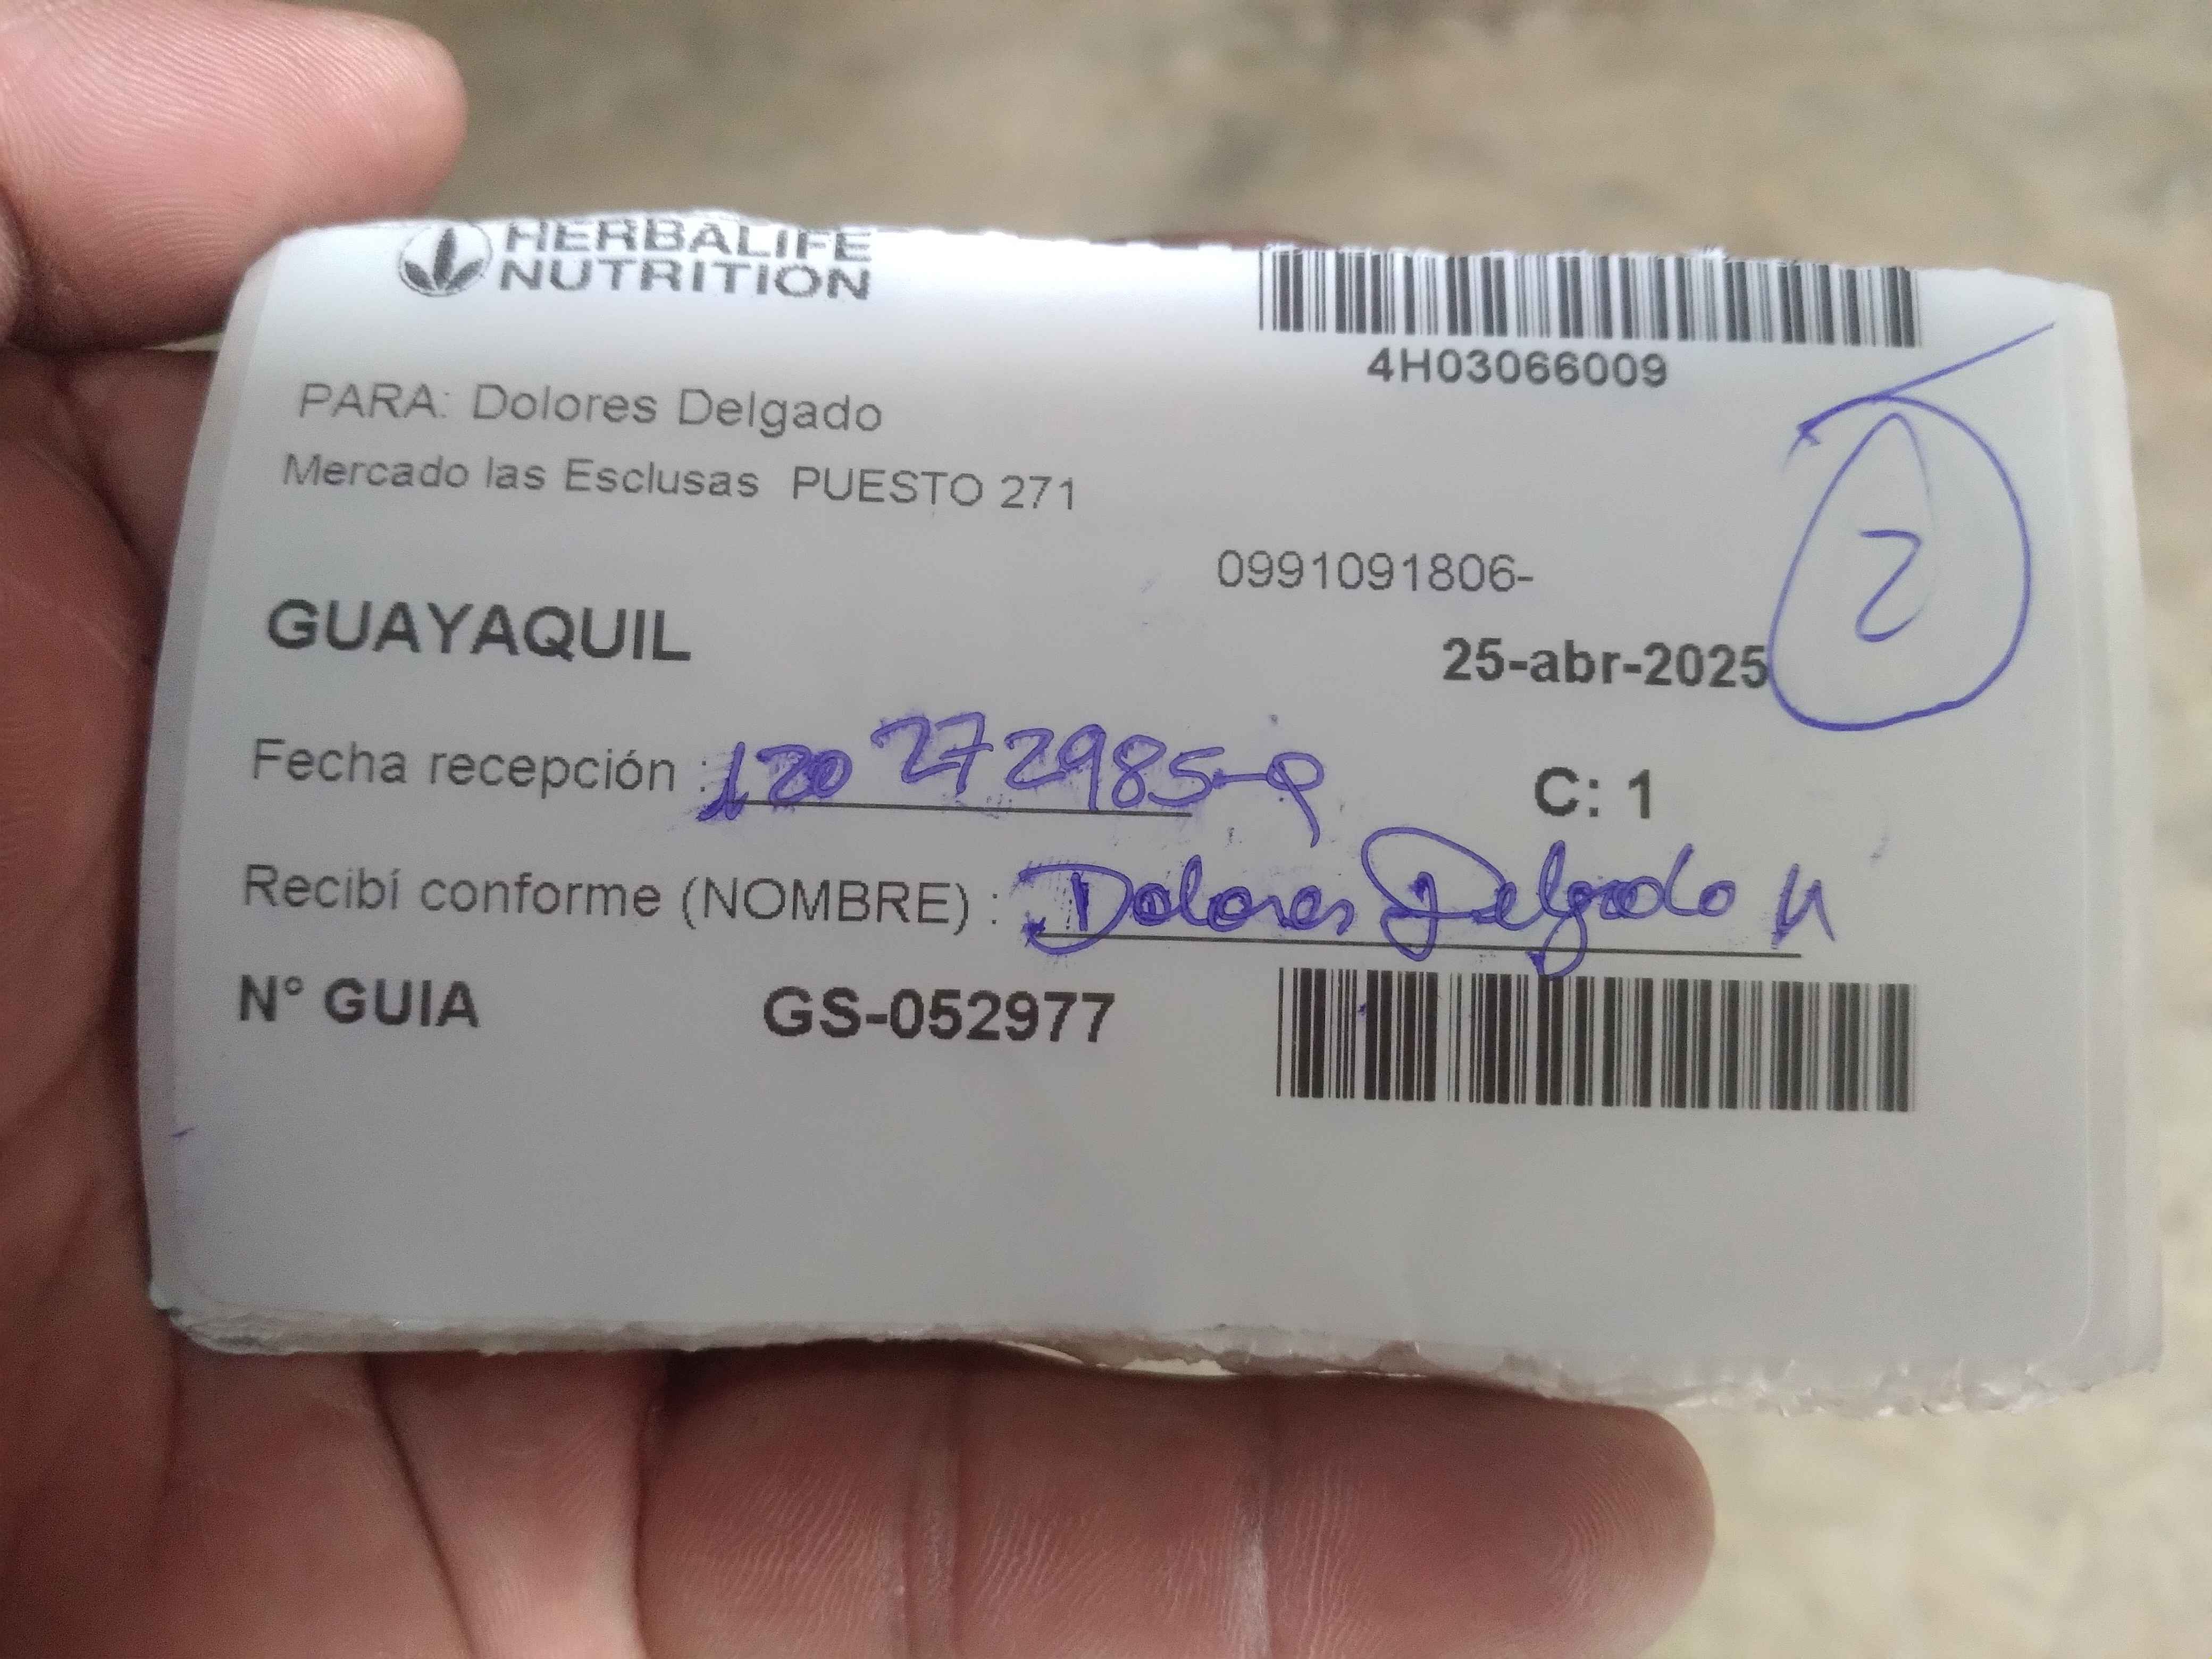 HERBALIFE
NUTRITION
4H03066009
PARA: Dolores Delgado
Mercado las Esclusas PUESTO 271
0991091806-
2
GUAYAQUIL
25-abr-2025
Fecha recepción : 120272985-9
C: 1
Recibí conforme (NOMBRE) : Dolores Delgado
N° GUIA GS-052977